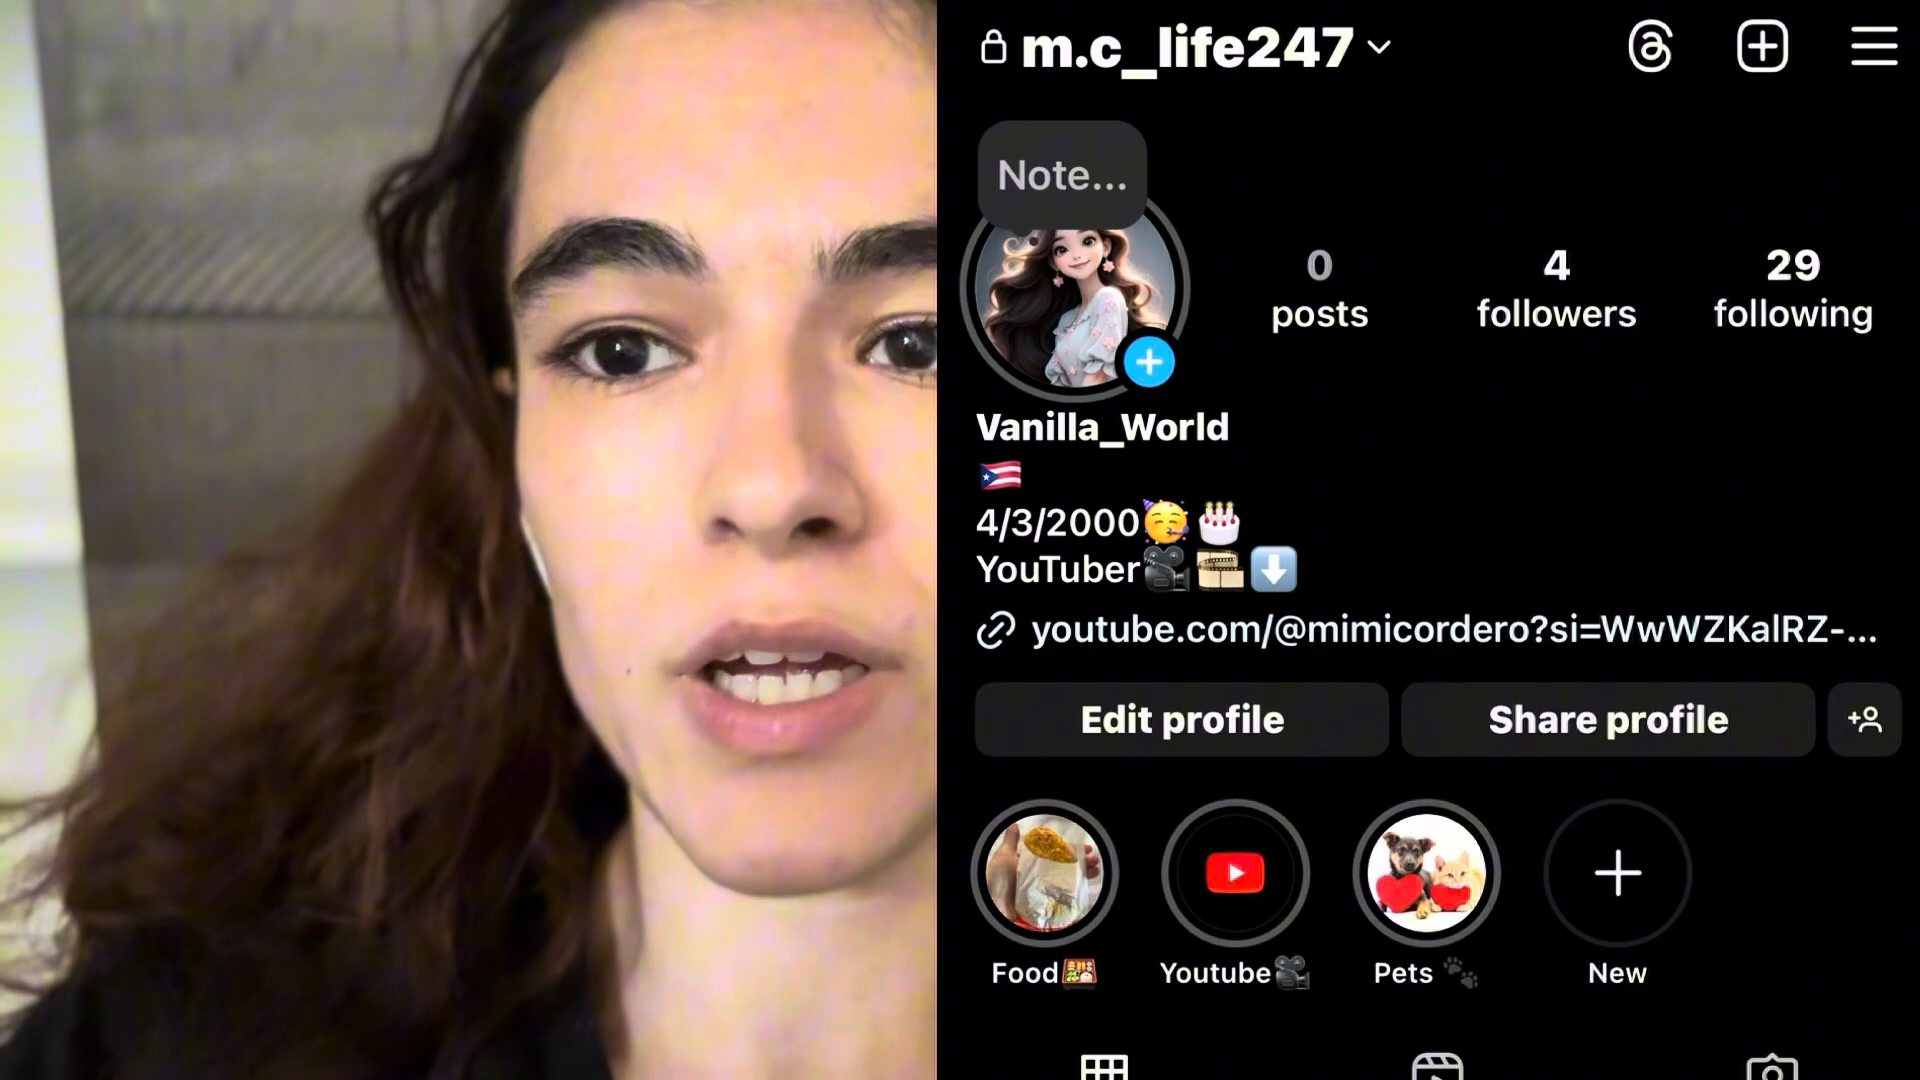 m.c_life247
Note...
0 posts
4 followers
29 following
Vanilla_World
🇵🇷
4/3/2000🥳🎂
YouTuber🎥🎞️⬇️
youtube.com/@mimicordero?si=WwWZKalRZ-...
Edit profile
Share profile
Food🍱
Youtube🎥
Pets 🐾
New